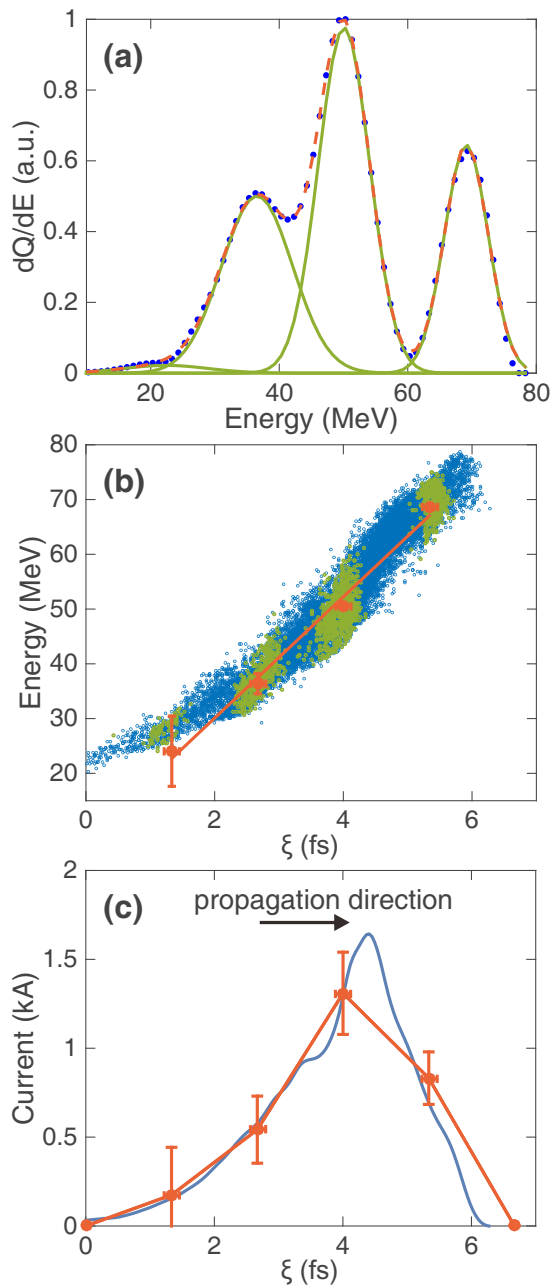 (a)
dQ/dE (a.u.)
1
0.8
0.6
0.4
0.2
0
20 40 60 80
Energy (MeV)
(b)
Energy (MeV)
80
70
60
50
40
30
20
0 2 4 6
ξ (fs)
(c)
propagation direction
Current (kA)
2
1.5
1
0.5
0
0 2 4 6
ξ (fs)